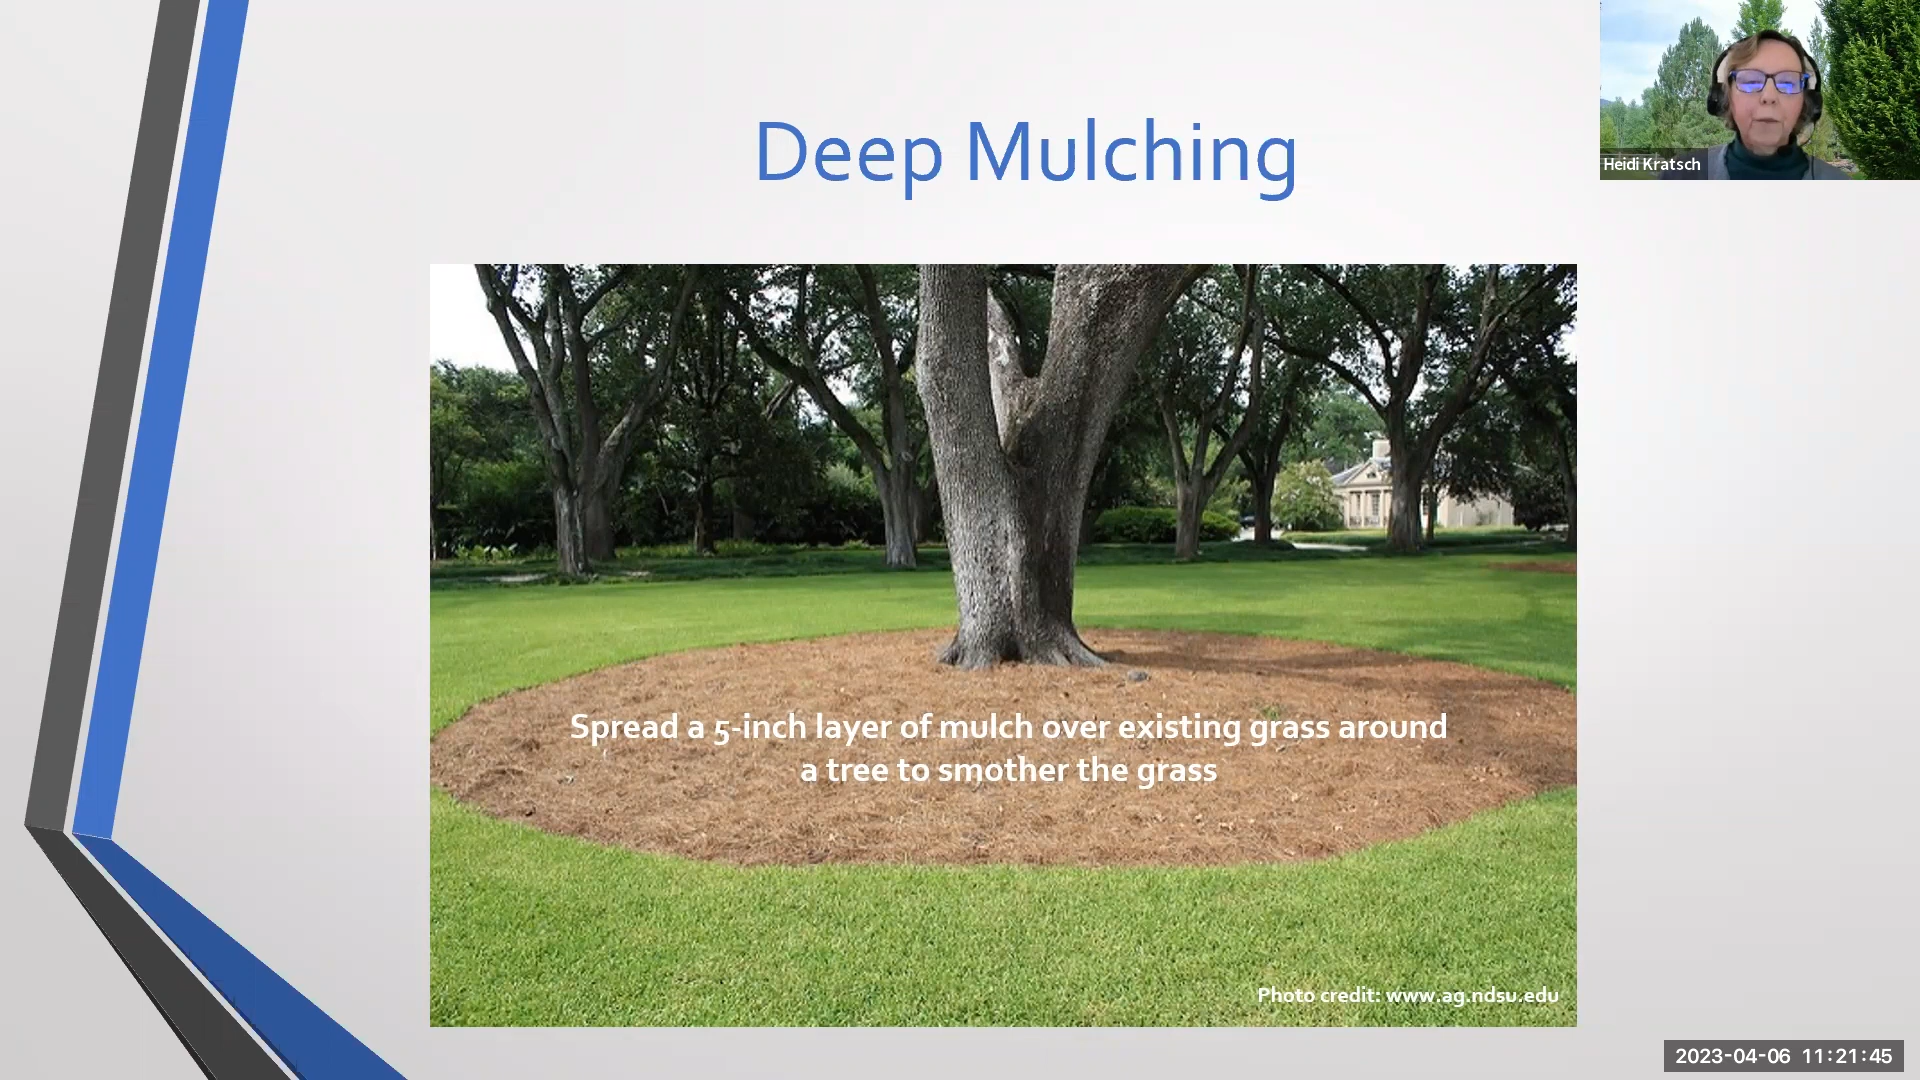 Deep Mulching
Heidi Kratsch
Spread a 5-inch layer of mulch over existing grass around
a tree to smother the grass
Photo credit: www.ag.ndsu.edu
2023-04-06 11:21:45